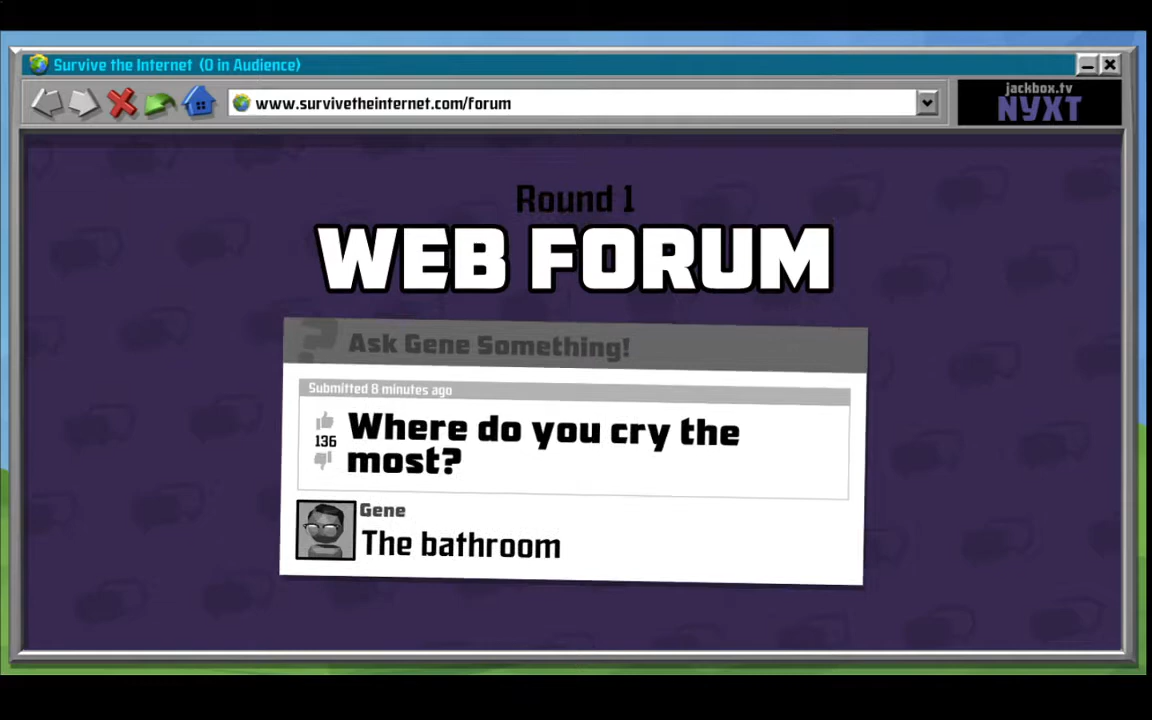 Survive the Internet (0 in Audience)
www.survivetheinternet.com/forum
jackbox.tv
NYXT
Round 1
WEB FORUM
? Ask Gene Something!
Submitted 8 minutes ago
136
Where do you cry the
most?
Gene
The bathroom